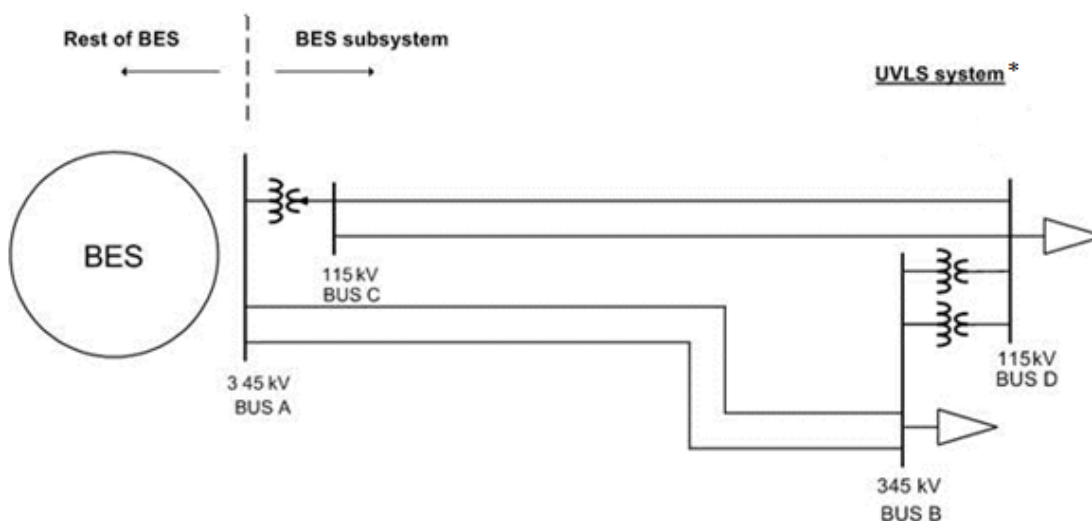 Rest of BES
BES subsystem
UVLS system*
BES
115 kV
BUS C
3 45 kV
BUS A
115kV
BUS D
345 kV
BUS B